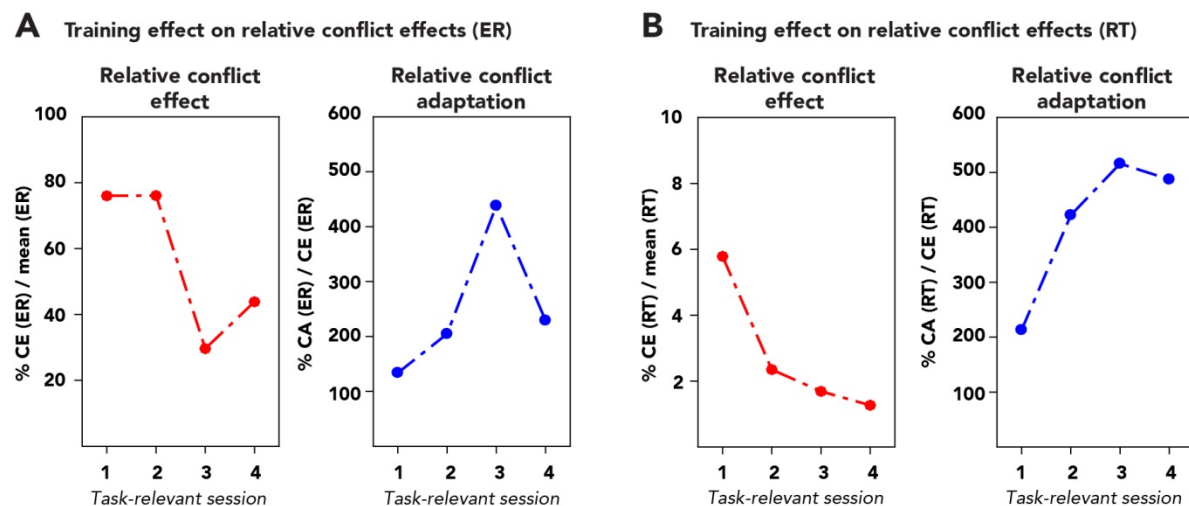 A Training effect on relative conflict effects (ER)
Relative conflict
effect
% CE (ER) / mean (ER)
100
80
60
40
20
1 2 3 4
Task-relevant session
Relative conflict
adaptation
% CA (ER) / CE (ER)
600
500
400
300
200
100
1 2 3 4
Task-relevant session
B Training effect on relative conflict effects (RT)
Relative conflict
effect
% CE (RT) / mean (RT)
10
8
6
4
2
1 2 3 4
Task-relevant session
Relative conflict
adaptation
% CA (RT) / CE (RT)
600
500
400
300
200
100
1 2 3 4
Task-relevant session